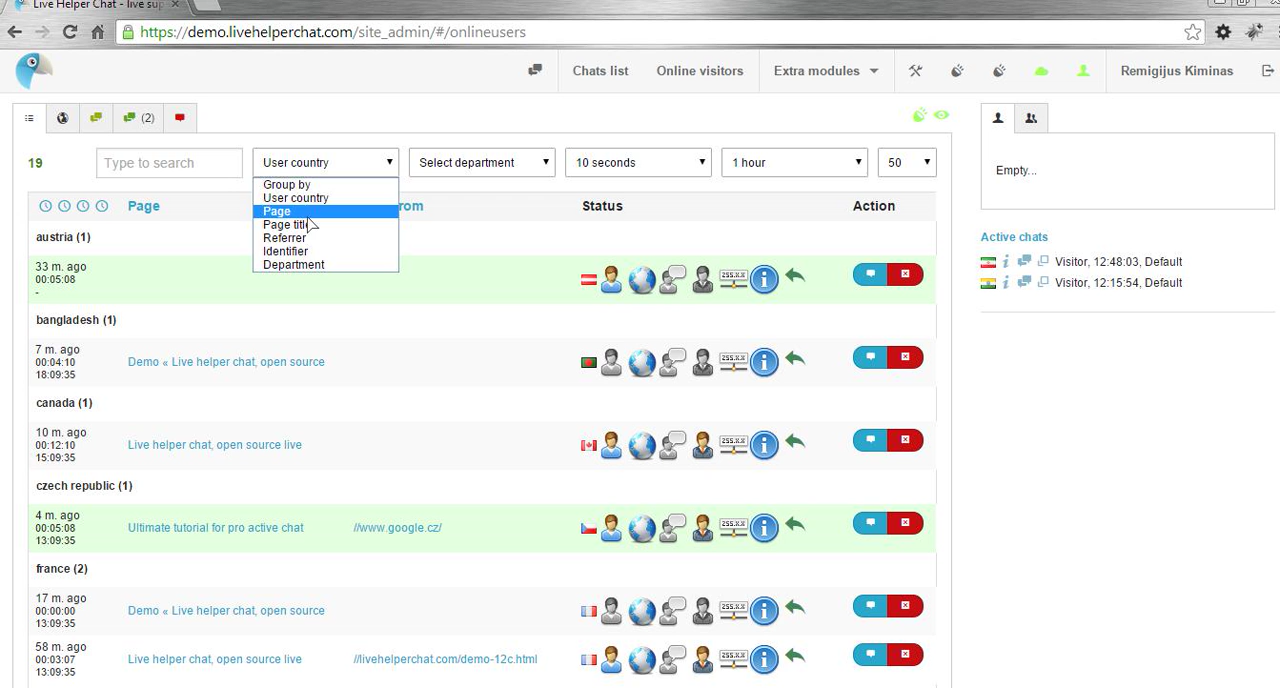 Live Helper Chat - live sup
https://demo.livehelperchat.com/site_admin/#/onlineusers
Chats list Online visitors Extra modules Remigijus Kiminas
(2)
19 Type to search User country Select department 10 seconds 1 hour 50
Group by
User country
Page
Page title
Referrer
Identifier
Department
Page rom Status Action
austria (1)
33 m. ago
00:05:08
-
bangladesh (1)
7 m. ago
00:04:10
18:09:35
Demo « Live helper chat, open source
canada (1)
10 m. ago
00:12:10
15:09:35
Live helper chat, open source live
czech republic (1)
4 m. ago
00:05:08
13:09:35
Ultimate tutorial for pro active chat //www.google.cz/
france (2)
17 m. ago
00:00:00
13:09:35
Demo « Live helper chat, open source
58 m. ago
00:03:07
13:09:35
Live helper chat, open source live //livehelperchat.com/demo-12c.html
255.x.x
255.x.x
255.x.x
255.x.x
255.x.x
255.x.x
Empty...
Active chats
Visitor, 12:48:03, Default
Visitor, 12:15:54, Default